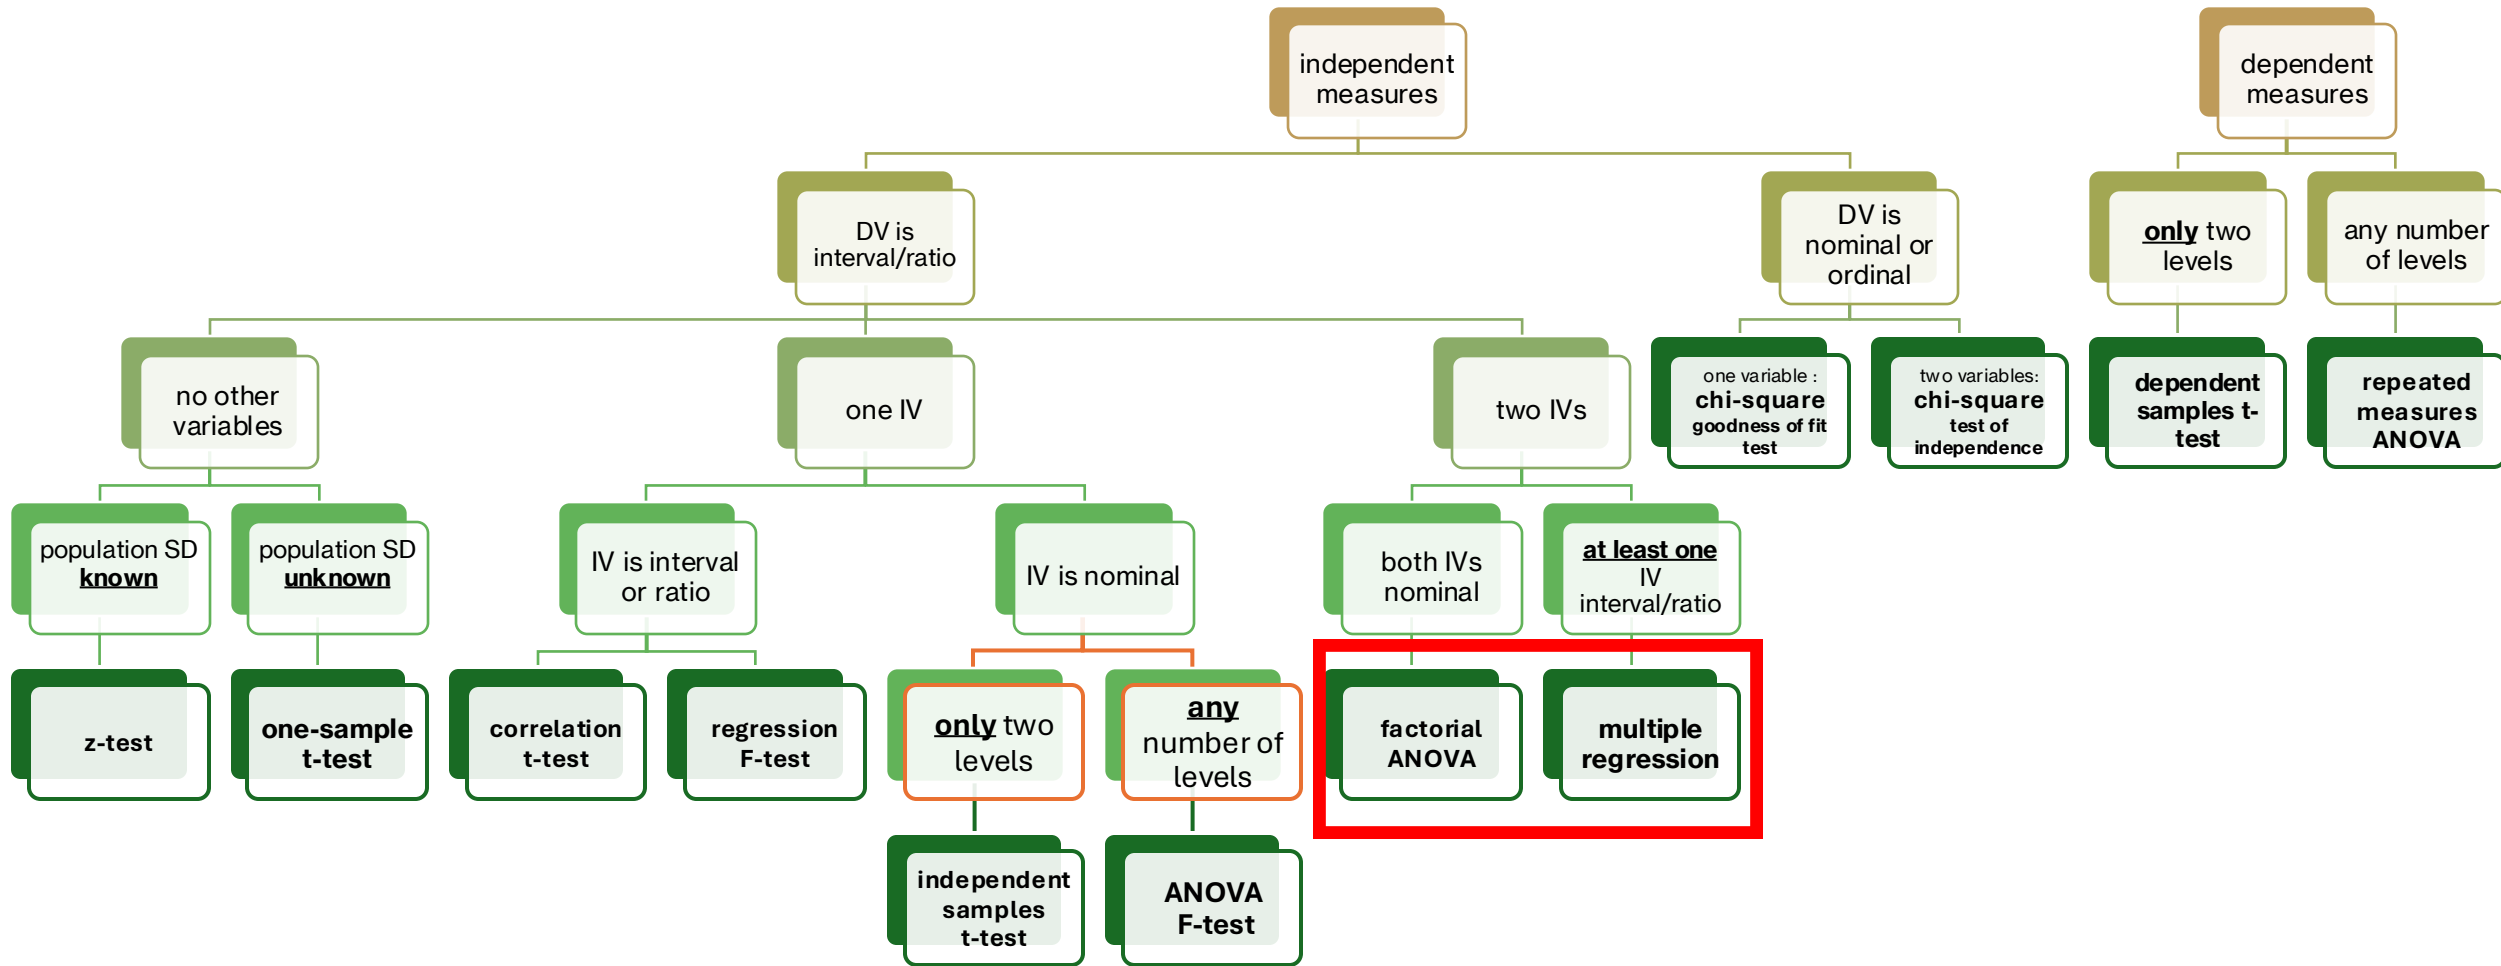 independent
measures
dependent
measures
DV is
interval/ratio
DV is
nominal or
ordinal
only two
levels
any number
of levels
no other
variables
one IV
two IVs
one variable :
chi-square
goodness of fit
test
two variables:
chi-square
test of
independence
dependent
samples t-
test
repeated
measures
ANOVA
population SD
known
population SD
unknown
IV is interval
or ratio
IV is nominal
both IVs
nominal
at least one
IV
interval/ratio
z-test
one-sample
t-test
correlation
t-test
regression
F-test
only two
levels
any
number of
levels
factorial
ANOVA
multiple
regression
independent
samples
t-test
ANOVA
F-test